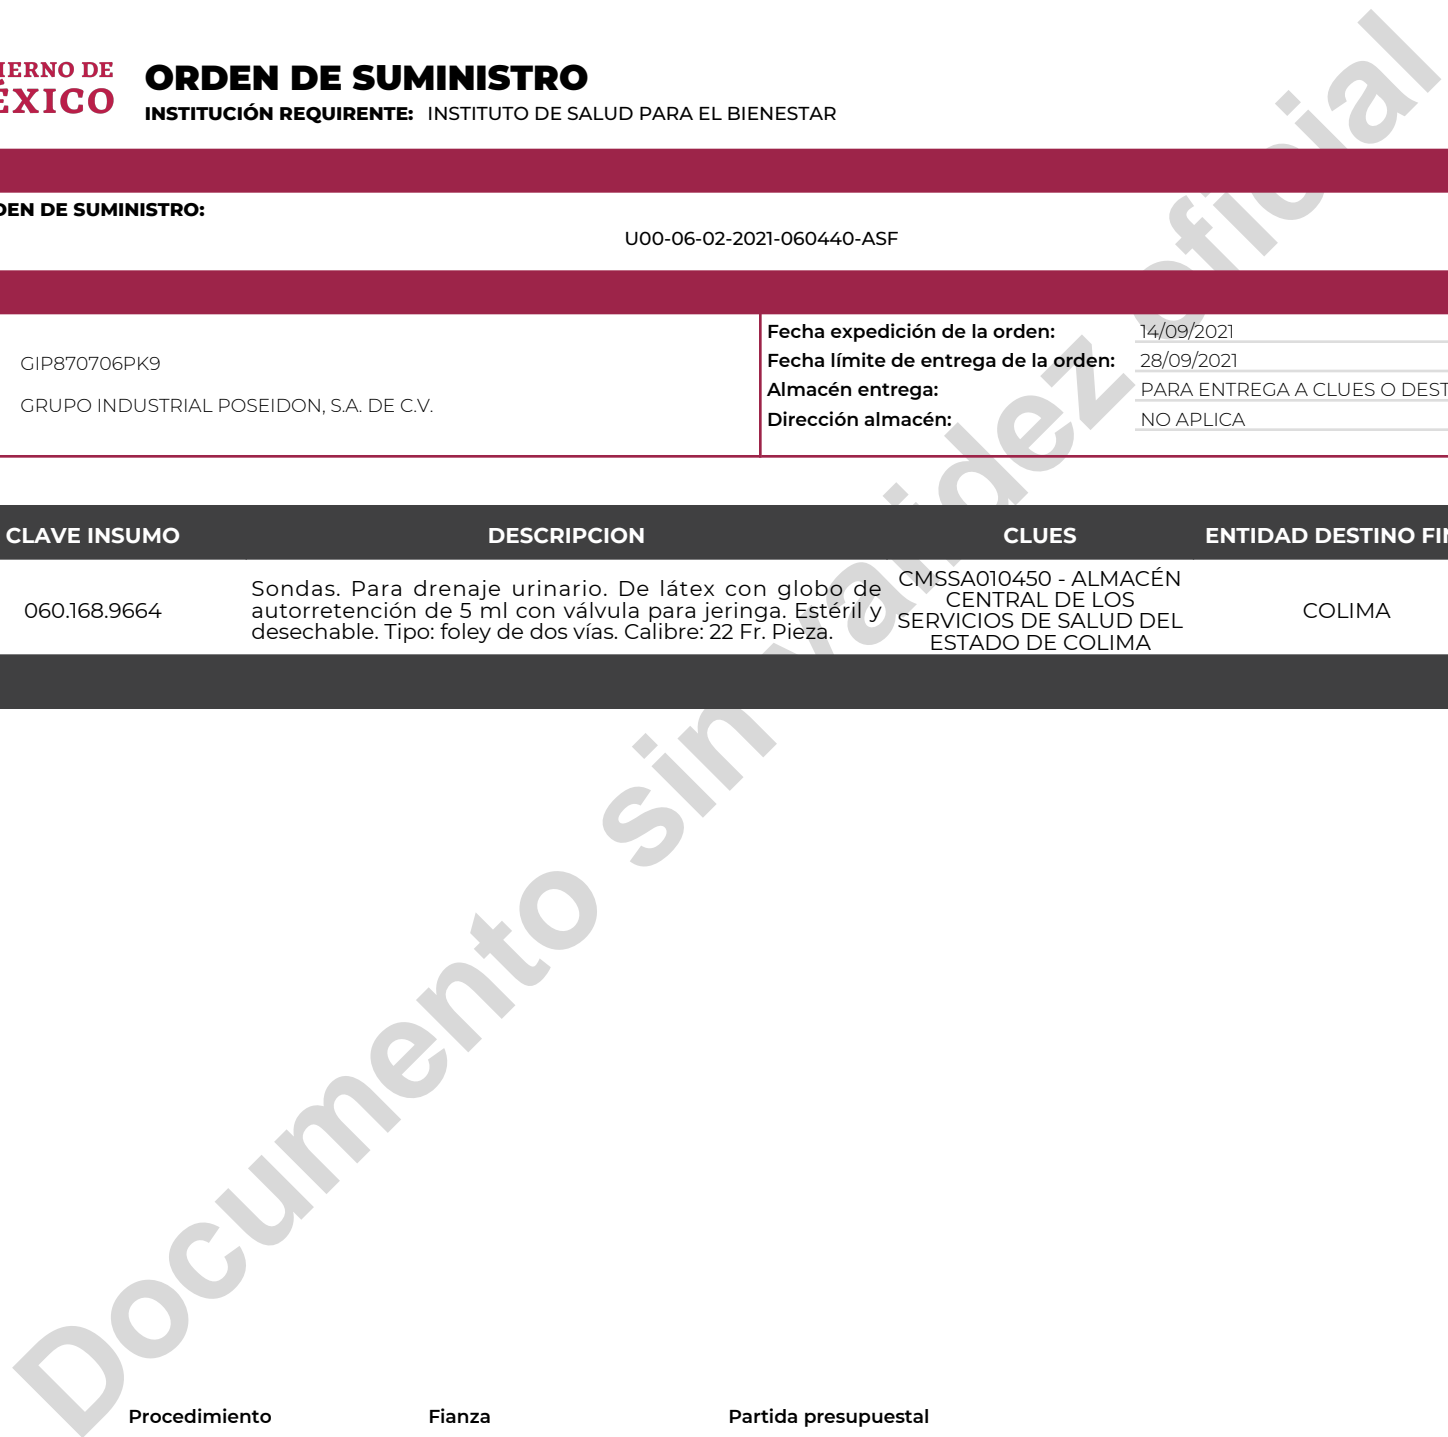 IERNO DE
ÉXICO
ORDEN DE SUMINISTRO
INSTITUCIÓN REQUIRENTE: INSTITUTO DE SALUD PARA EL BIENESTAR
DEN DE SUMINISTRO:
U00-06-02-2021-060440-ASF
GIP870706PK9
GRUPO INDUSTRIAL POSEIDON, S.A. DE C.V.
Fecha expedición de la orden: 14/09/2021
Fecha límite de entrega de la orden: 28/09/2021
Almacén entrega: PARA ENTREGA A CLUES O DEST
Dirección almacén: NO APLICA
CLAVE INSUMO DESCRIPCION CLUES ENTIDAD DESTINO FIN
060.168.9664
Sondas. Para drenaje urinario. De látex con globo de
autorretención de 5 ml con válvula para jeringa. Estéril y
desechable. Tipo: foley de dos vías. Calibre: 22 Fr. Pieza.
CMSSA010450 - ALMACÉN
CENTRAL DE LOS
SERVICIOS DE SALUD DEL
ESTADO DE COLIMA
COLIMA
Documento sin validez oficial
Procedimiento Fianza Partida presupuestal